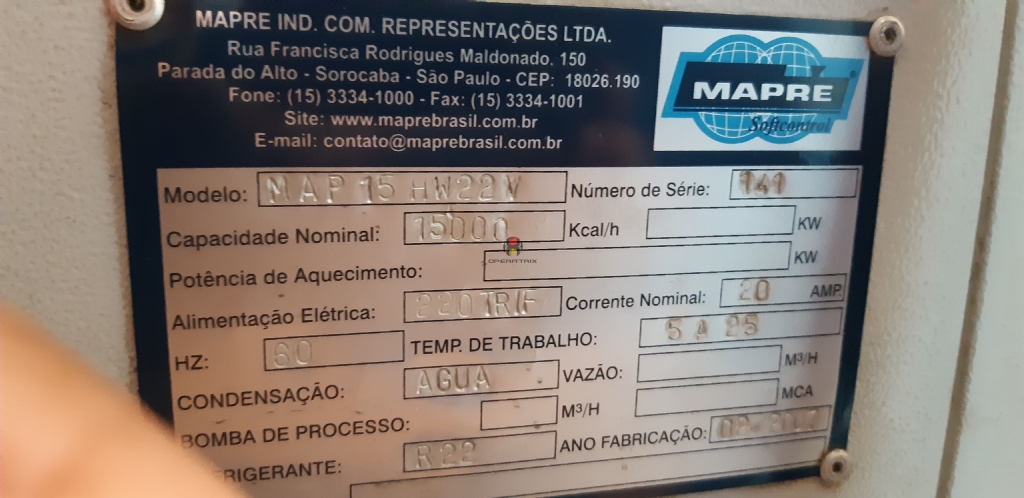 MAPRE IND. COM. REPRESENTAÇÕES LTDA.
Rua Francisca Rodrigues Maldonado. 150
Parada do Alto - Sorocaba - São Paulo - CEP: 18026.190
Fone: (15) 3334-1000 - Fax: (15) 3334-1001
Site: www.maprebrasil.com.br
E-mail: contato@maprebrasil.com.br
MAPRE
Softcontrol
Modelo: MAP 15 HW22V Número de Série: 141
Capacidade Nominal: 15000 Kcal/h KW
OPERATRIX
Potência de Aquecimento: KW
Alimentação Elétrica: 220TRIF Corrente Nominal: 20 AMP.
HZ: 60 TEMP. DE TRABALHO: 5 A 25
CONDENSAÇÃO: AGUA VAZÃO: M³/H
BOMBA DE PROCESSO: M³/H MCA
RIGERANTE: R22 ANO FABRICAÇÃO: